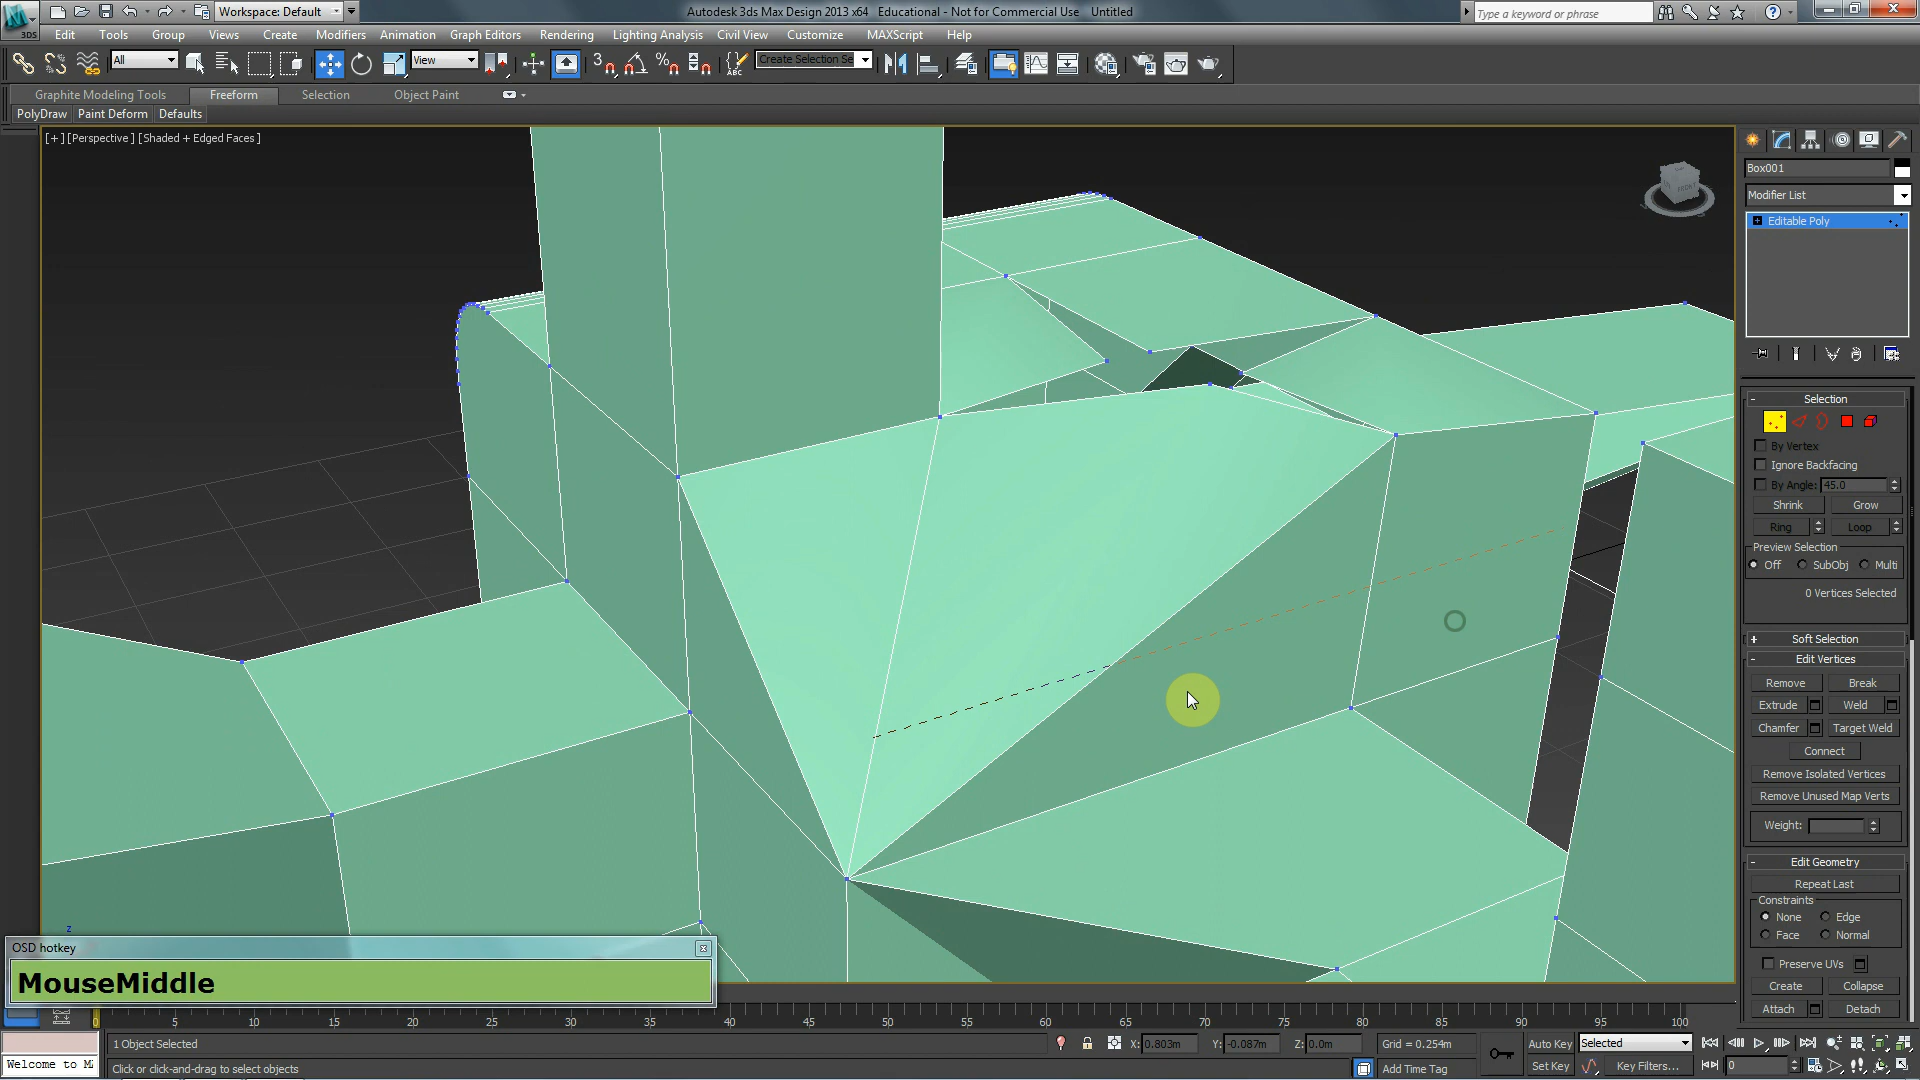 Workspace: Default
Autodesk 3ds Max Design 2013 x64 Educational - Not for Commercial Use Untitled
Type a keyword or phrase
3DS
Edit Tools Group Views Create Modifiers Animation Graph Editors Rendering Lighting Analysis Civil View Customize MAXScript Help
All
View
3
Create Selection Se
Graphite Modeling Tools Freeform Selection Object Paint
PolyDraw Paint Deform Defaults
[+] [Perspective] [Shaded + Edged Faces]
Box001
Modifier List
Editable Poly
Selection
By Vertex
Ignore Backfacing
By Angle: 45.0
Shrink Grow
Ring Loop
Preview Selection
Off SubObj Multi
0 Vertices Selected
Soft Selection
Edit Vertices
Remove Break
Extrude Weld
Chamfer Target Weld
Connect
Remove Isolated Vertices
Remove Unused Map Verts
Weight:
Edit Geometry
Repeat Last
Constraints
None Edge
Face Normal
Preserve UVs
Create Collapse
Attach Detach
z
OSD hotkey
MouseMiddle
0 5 10 15 20 25 30 35 40 45 50 55 60 65 70 75 80 85 90 95 100
1 Object Selected
X: 0.803m Y: -0.087m Z: 0.0m Grid = 0.254m
Auto Key Selected
Welcome to M
Click or click-and-drag to select objects
Add Time Tag
Set Key Key Filters...
0